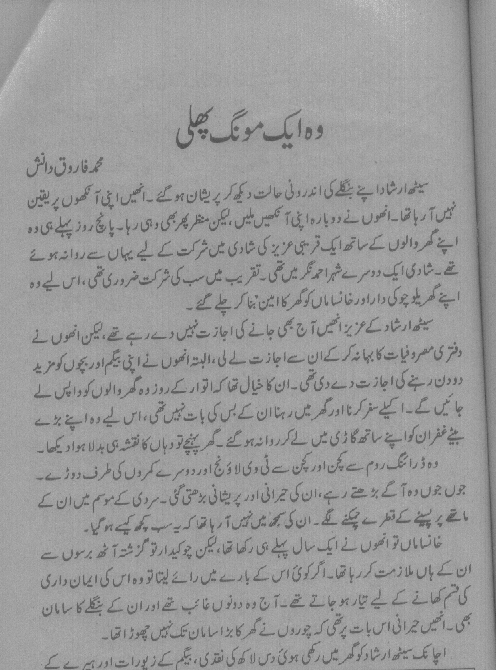 وہ ایک مونگ پھلی
محمد فاروق دانش
سیٹھ ارشاد اپنے بنگلے کی اندرونی حالت دیکھ کر پریشان ہو گئے۔ انھیں اپنی آنکھوں پر یقین
نہیں آ رہا تھا۔ انھوں نے دوبارہ اپنی آنکھیں ملیں، لیکن منظر پھر بھی وہی رہا۔ پانچ روز پہلے ہی وہ
اپنے گھر والوں کے ساتھ ایک قریبی عزیز کی شادی میں شرکت کے لیے یہاں سے روانہ ہوئے
تھے۔ شادی ایک دوسرے شہر احمد نگر میں تھی۔ تقریب میں سب کی شرکت ضروری تھی، اس لیے وہ
اپنے گھریلو چوکی دار اور خانساماں کو گھر کا امین بنا کر چلے گئے۔
سیٹھ ارشاد کے عزیز انھیں آج بھی جانے کی اجازت نہیں دے رہے تھے، لیکن انھوں نے
دفتری مصروفیات کا بہانہ کر کے ان سے اجازت لے لی، البتہ انھوں نے اپنی بیگم اور بچوں کو مزید
دو دن رہنے کی اجازت دے دی تھی۔ ان کا خیال تھا کہ اتوار کے روز وہ گھر والوں کو واپس لے
جائیں گے۔ اکیلے سفر کرنا اور گھر میں رہنا ان کے بس کی بات نہیں تھی، اس لیے وہ اپنے بڑے
بیٹے غفران کو اپنے ساتھ گاڑی میں لے کر روانہ ہو گئے۔ گھر پہنچے تو وہاں کا نقشہ ہی بدلا ہوا دیکھا۔
وہ ڈرائنگ روم سے کچن اور کچن سے ٹی وی لاؤنج اور دوسرے کمروں کی طرف دوڑے۔
جوں جوں وہ آگے بڑھتے رہے، ان کی حیرانی اور پریشانی بڑھتی گئی۔ سردی کے موسم میں ان کے
ماتھے پر پسینے کے قطرے چمکنے لگے۔ ان کی سمجھ میں نہیں آ رہا تھا کہ یہ سب کچھ کیسے ہو گیا۔
خانساماں تو انھوں نے ایک سال پہلے ہی رکھا تھا، لیکن چوکیدار تو گزشتہ آٹھ برسوں سے
ان کے ہاں ملازمت کر رہا تھا۔ اگر کوئی اس کے بارے میں رائے لیتا تو وہ اس کی ایمان داری
کی قسم کھانے کے لیے تیار ہو جاتے تھے۔ آج وہ دونوں غائب تھے اور ان کے بنگلے کا سامان
بھی۔ انھیں حیرانی اس بات پر تھی کہ چوروں نے گھر کا بڑا سامان تک نہیں چھوڑا تھا۔
اچانک سیٹھ ارشاد کو گھر میں رکھی ہوئی دس لاکھ کی نقدی، بیگم کے زیورات اور ہیرے کے